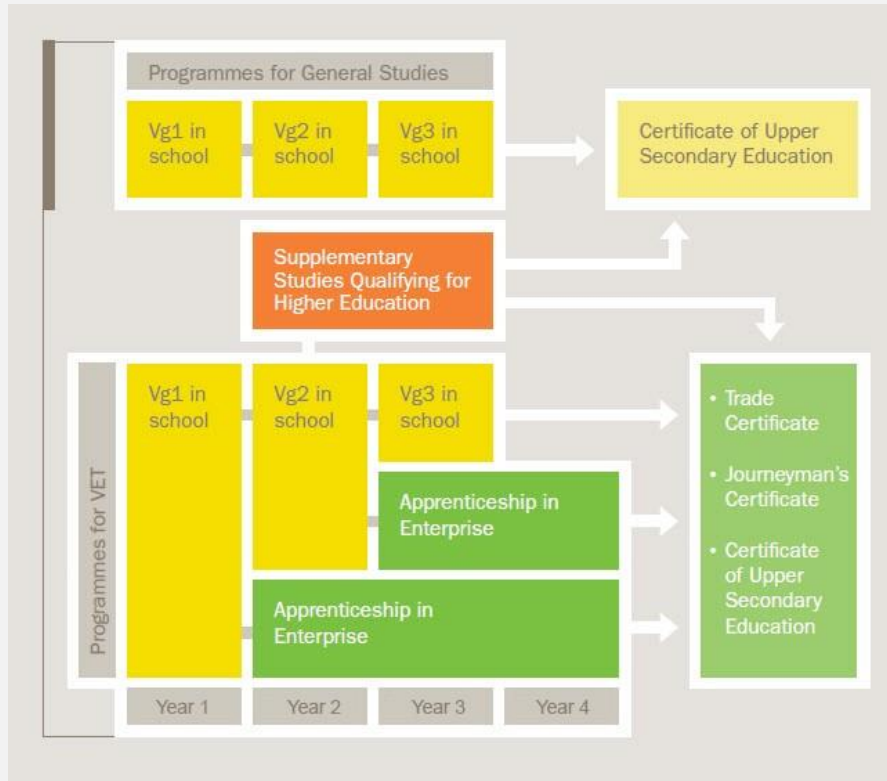 Programmes for General Studies
Vg1 in
school
Vg2 in
school
Vg3 in
school
Certificate of Upper
Secondary Education
Supplementary
Studies Qualifying for
Higher Education
Programmes for VET
Vg1 in
school
Vg2 in
school
Vg3 in
school
Apprenticeship in
Enterprise
Apprenticeship in
Enterprise
• Trade
Certificate
• Journeyman's
Certificate
• Certificate
of Upper
Secondary
Education
Year 1
Year 2
Year 3
Year 4